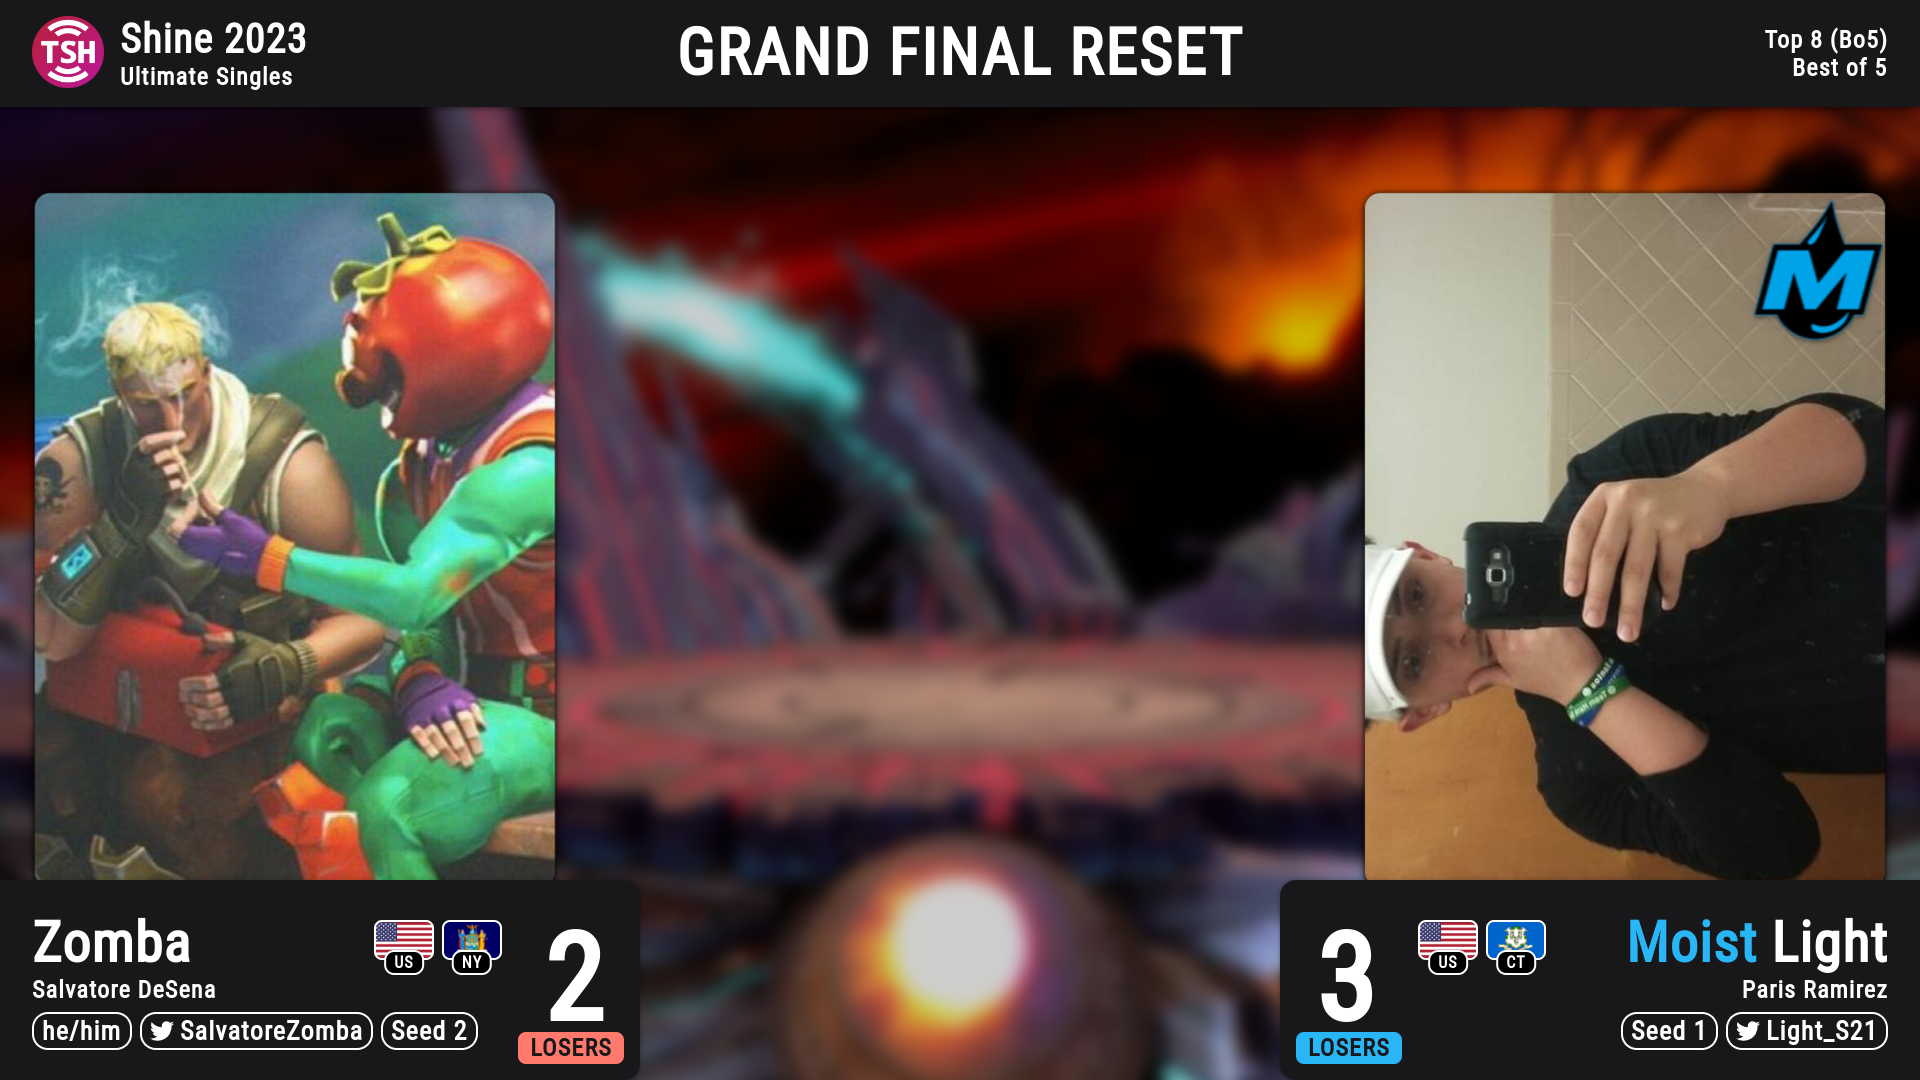 TSH
Shine 2023
Ultimate Singles
GRAND FINAL RESET
Top 8 (Bo5)
Best of 5
M
Zomba
US
NY
2
Salvatore DeSena
he/him
SalvatoreZomba
Seed 2
LOSERS
3
US
CT
Moist Light
Paris Ramirez
LOSERS
Seed 1
Light_S21